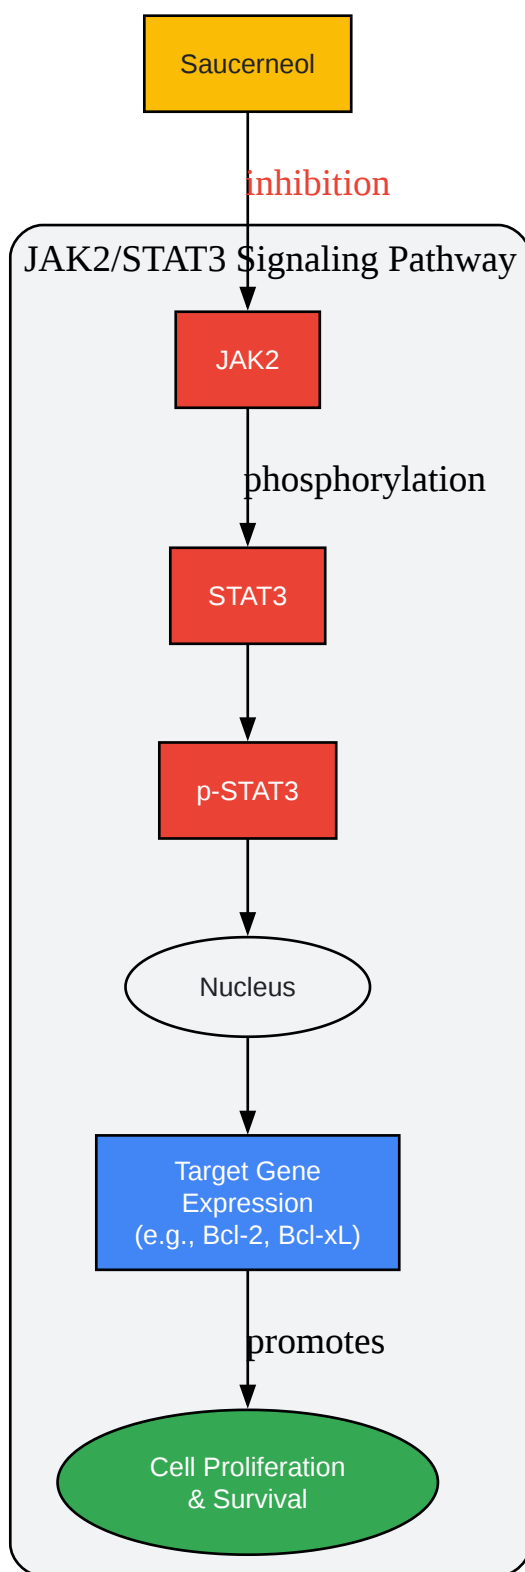 Saucerneol
inhibition
JAK2/STAT3 Signaling Pathway
JAK2
phosphorylation
STAT3
p-STAT3
Nucleus
Target Gene
Expression
(e.g., Bcl-2, Bcl-xL)
promotes
Cell Proliferation
& Survival